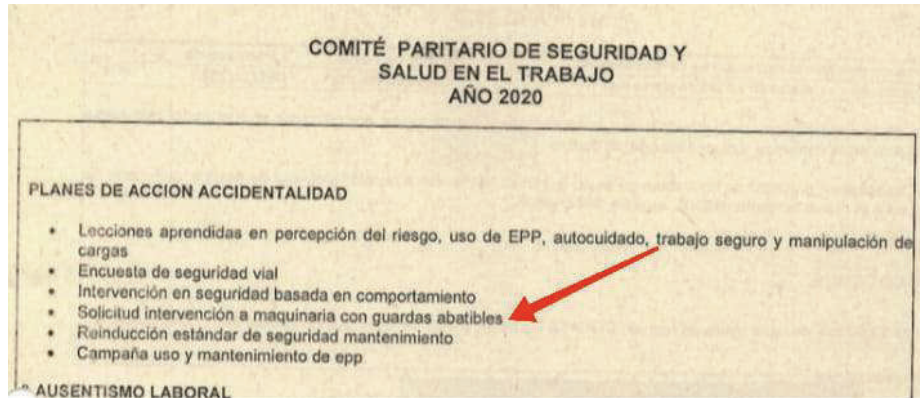 COMITÉ PARITARIO DE SEGURIDAD Y
SALUD EN EL TRABAJO
AÑO 2020
PLANES DE ACCION ACCIDENTALIDAD
• Lecciones aprendidas en percepción del riesgo, uso de EPP, autocuidado, trabajo seguro y manipulación de
cargas
• Encuesta de seguridad vial
• Intervención en seguridad basada en comportamiento
• Solicitud intervención a maquinaria con guardas abatibles
• Reinducción estándar de seguridad mantenimiento
• Campaña uso y mantenimiento de epp
AUSENTISMO LABORAL